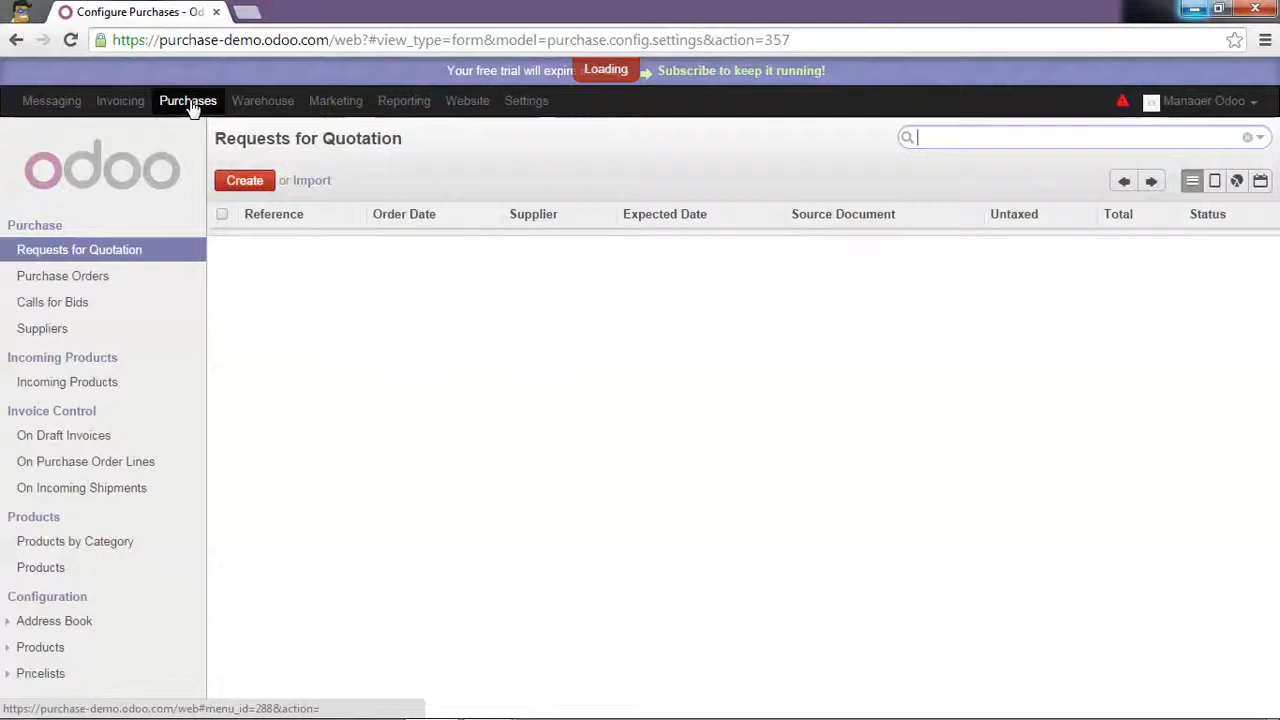 Configure Purchases - Od
https://purchase-demo.odoo.com/web?#view_type=form&model=purchase.config.settings&action=357
Your free trial will expir
Loading
Subscribe to keep it running!
Messaging Invoicing Purchases Warehouse Marketing Reporting Website Settings Manager Odoo
odoo
Requests for Quotation
Create or Import
Reference Order Date Supplier Expected Date Source Document Untaxed Total Status
Purchase
Requests for Quotation
Purchase Orders
Calls for Bids
Suppliers
Incoming Products
Incoming Products
Invoice Control
On Draft Invoices
On Purchase Order Lines
On Incoming Shipments
Products
Products by Category
Products
Configuration
Address Book
Products
Pricelists
https://purchase-demo.odoo.com/web#menu_id=288&action=